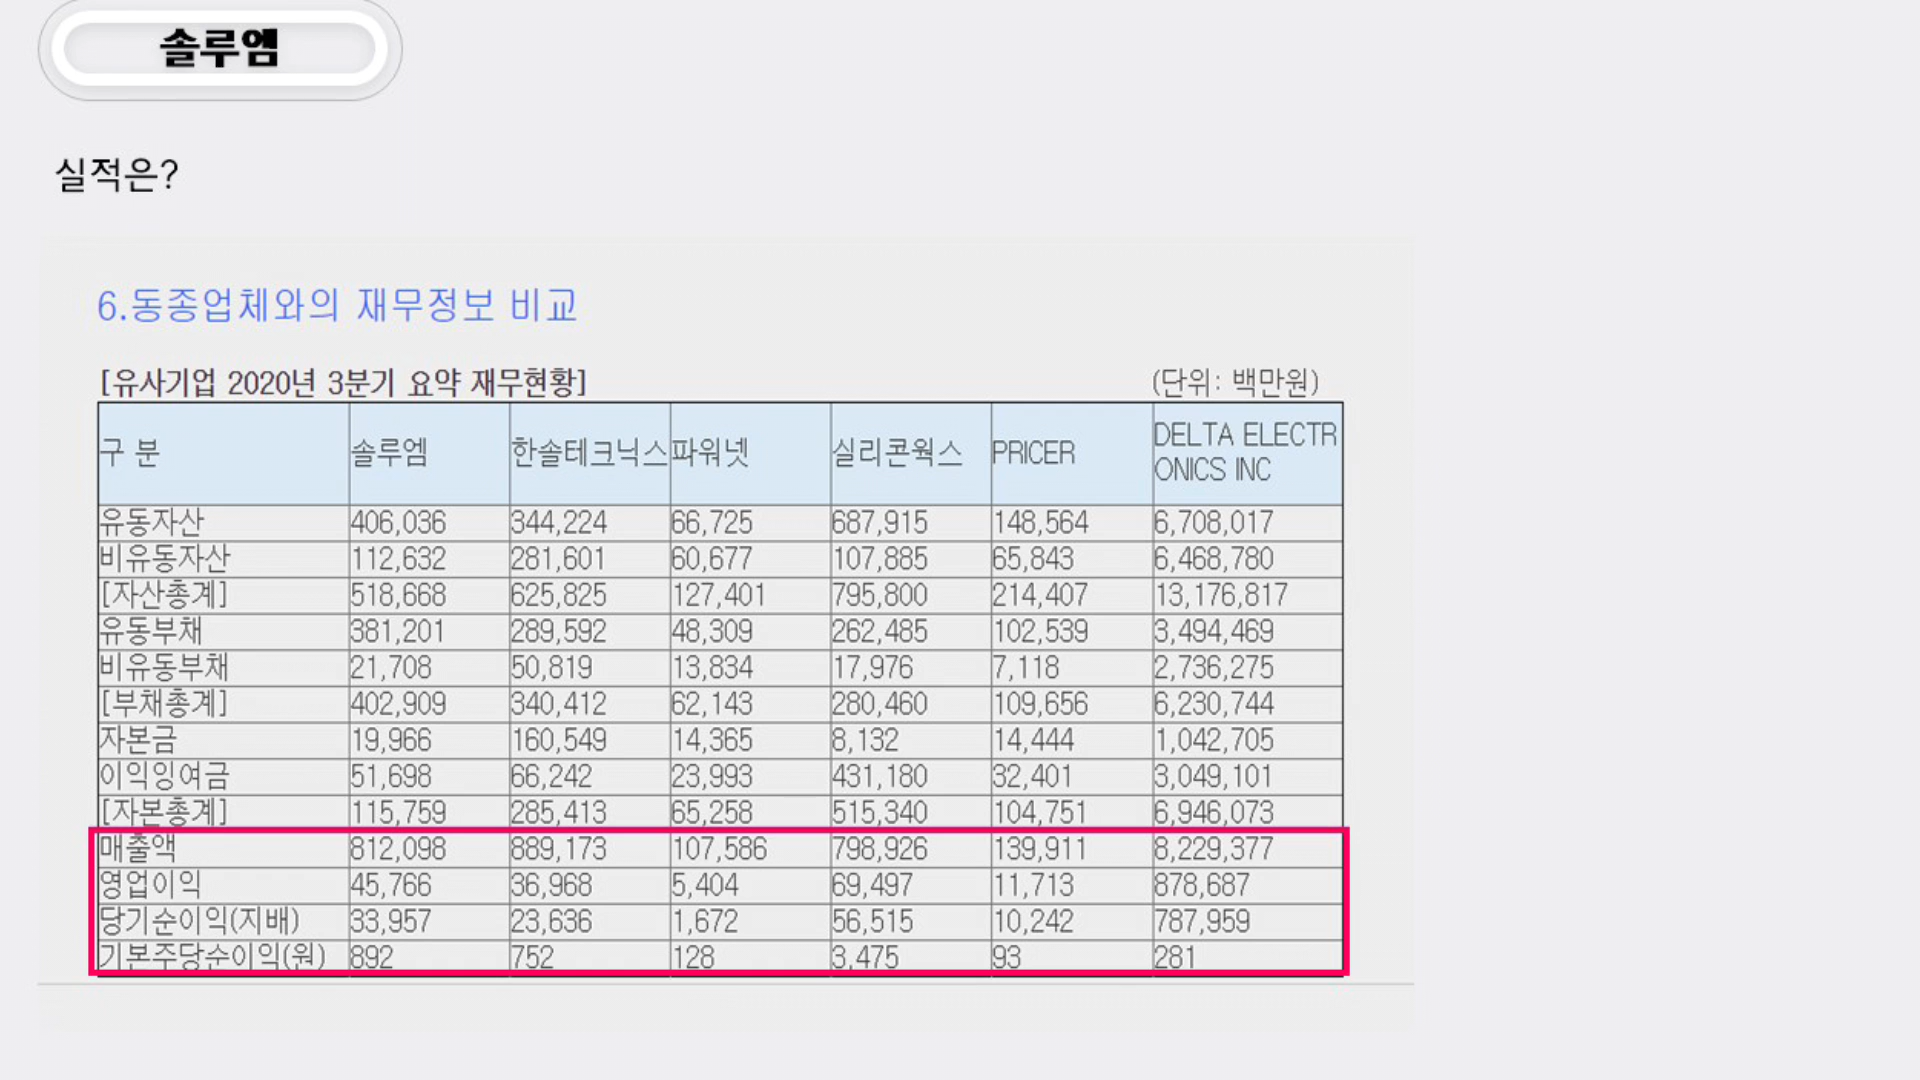 솔루엠
실적은?
6.동종업체와의 재무정보 비교
[유사기업 2020년 3분기 요약 재무현황] (단위: 백만원)
구 분 솔루엠 한솔테크닉스 파워넷 실리콘웍스 PRICER DELTA ELECTR
ONICS INC
유동자산 406,036 344,224 66,725 687,915 148,564 6,708,017
비유동자산 112,632 281,601 60,677 107,885 65,843 6,468,780
[자산총계] 518,668 625,825 127,401 795,800 214,407 13,176,817
유동부채 381,201 289,592 48,309 262,485 102,539 3,494,469
비유동부채 21,708 50,819 13,834 17,976 7,118 2,736,275
[부채총계] 402,909 340,412 62,143 280,460 109,656 6,230,744
자본금 19,966 160,549 14,365 8,132 14,444 1,042,705
이익잉여금 51,698 66,242 23,993 431,180 32,401 3,049,101
[자본총계] 115,759 285,413 65,258 515,340 104,751 6,946,073
매출액 812,098 889,173 107,586 798,926 139,911 8,229,377
영업이익 45,766 36,968 5,404 69,497 11,713 878,687
당기순이익(지배) 33,957 23,636 1,672 56,515 10,242 787,959
기본주당순이익(원) 892 752 128 3,475 93 281